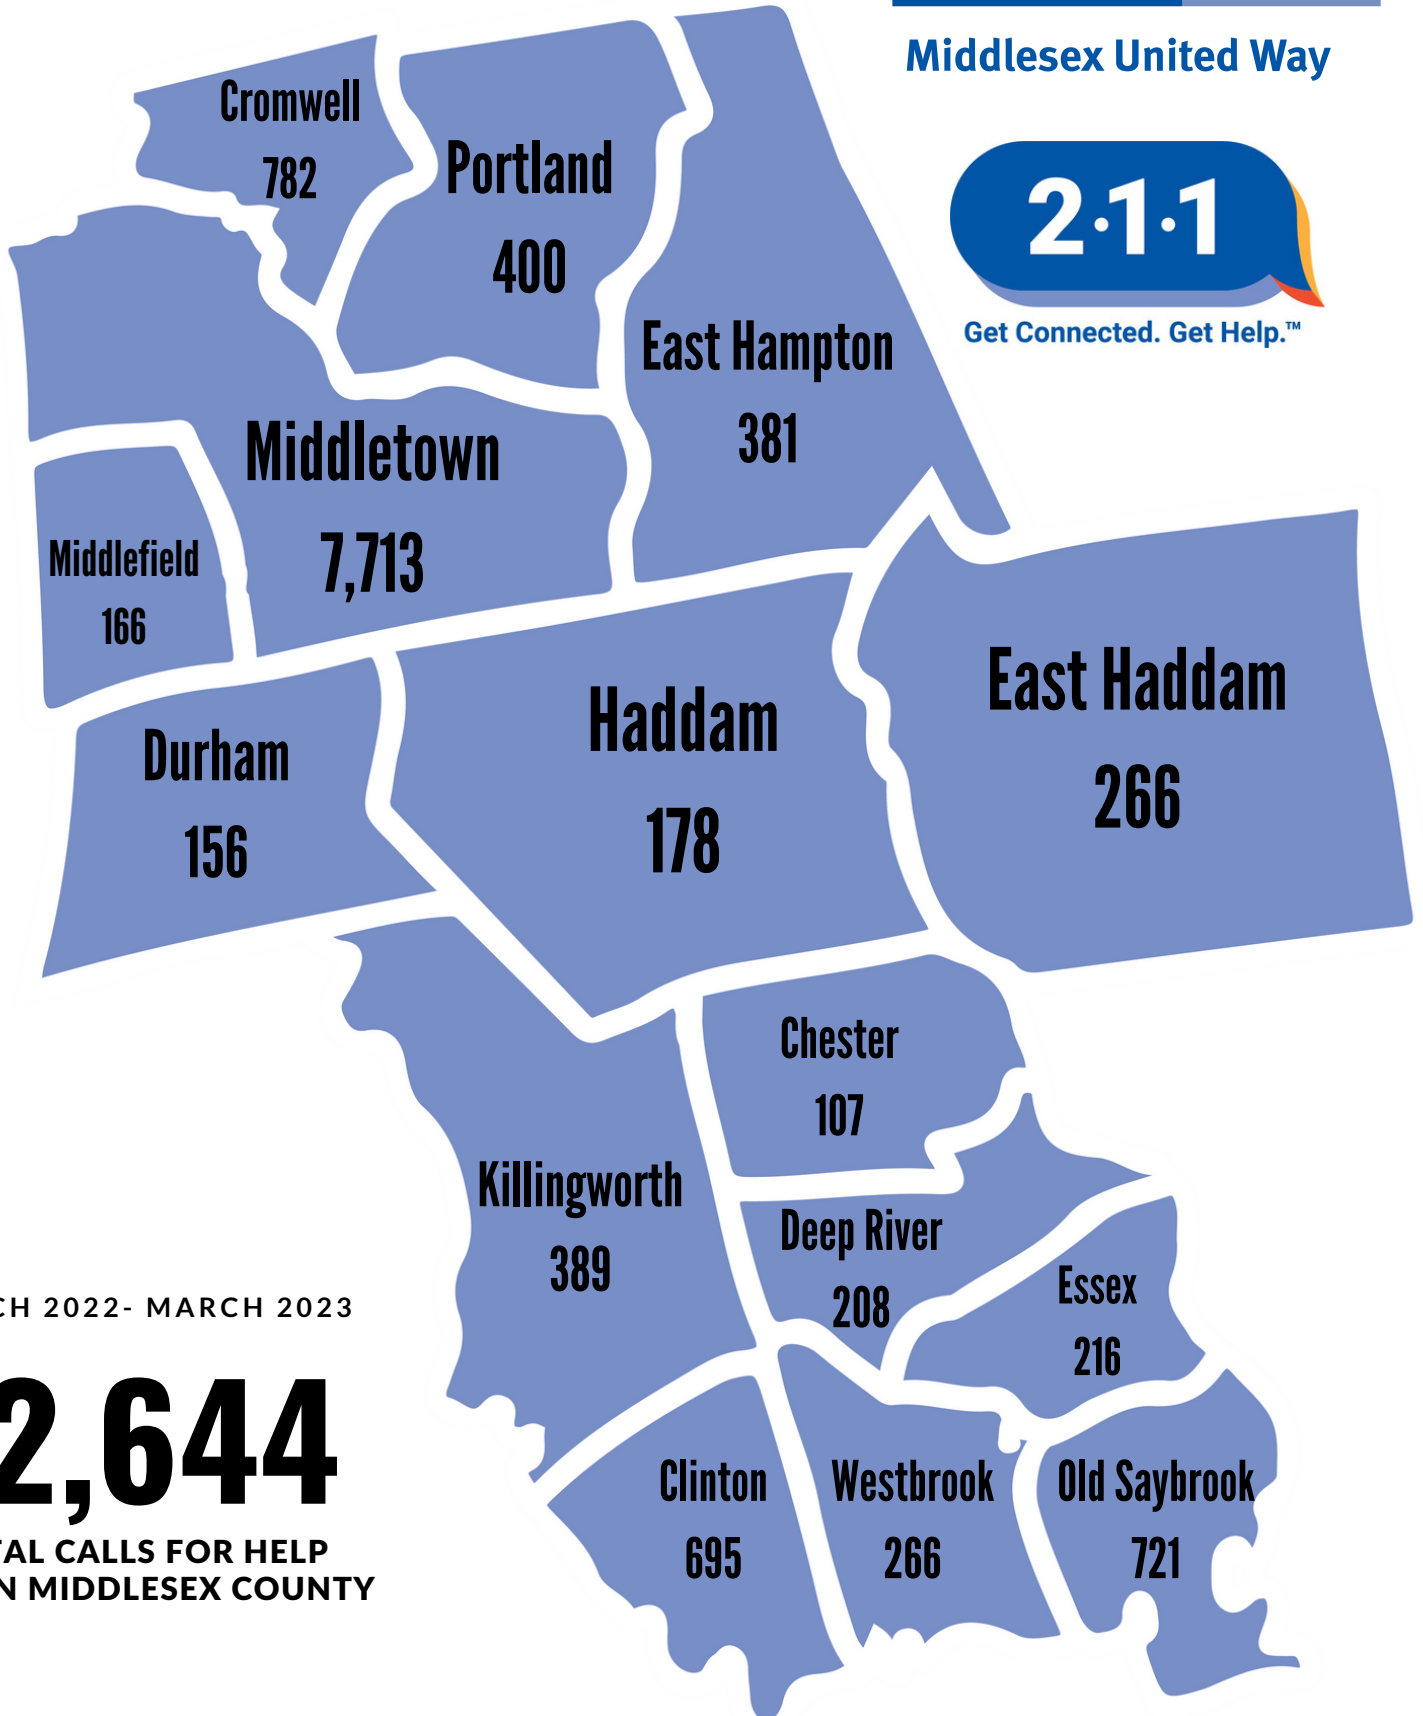 Middlesex United Way
2·1·1
Get Connected. Get Help.™
Cromwell
782
Portland
400
East Hampton
381
Middletown
7,713
Middlefield
166
East Haddam
266
Haddam
178
Durham
156
Chester
107
Killingworth
389
Deep River
208
Essex
216
Clinton
695
Westbrook
266
Old Saybrook
721
CH 2022- MARCH 2023
2,644
TAL CALLS FOR HELP
N MIDDLESEX COUNTY